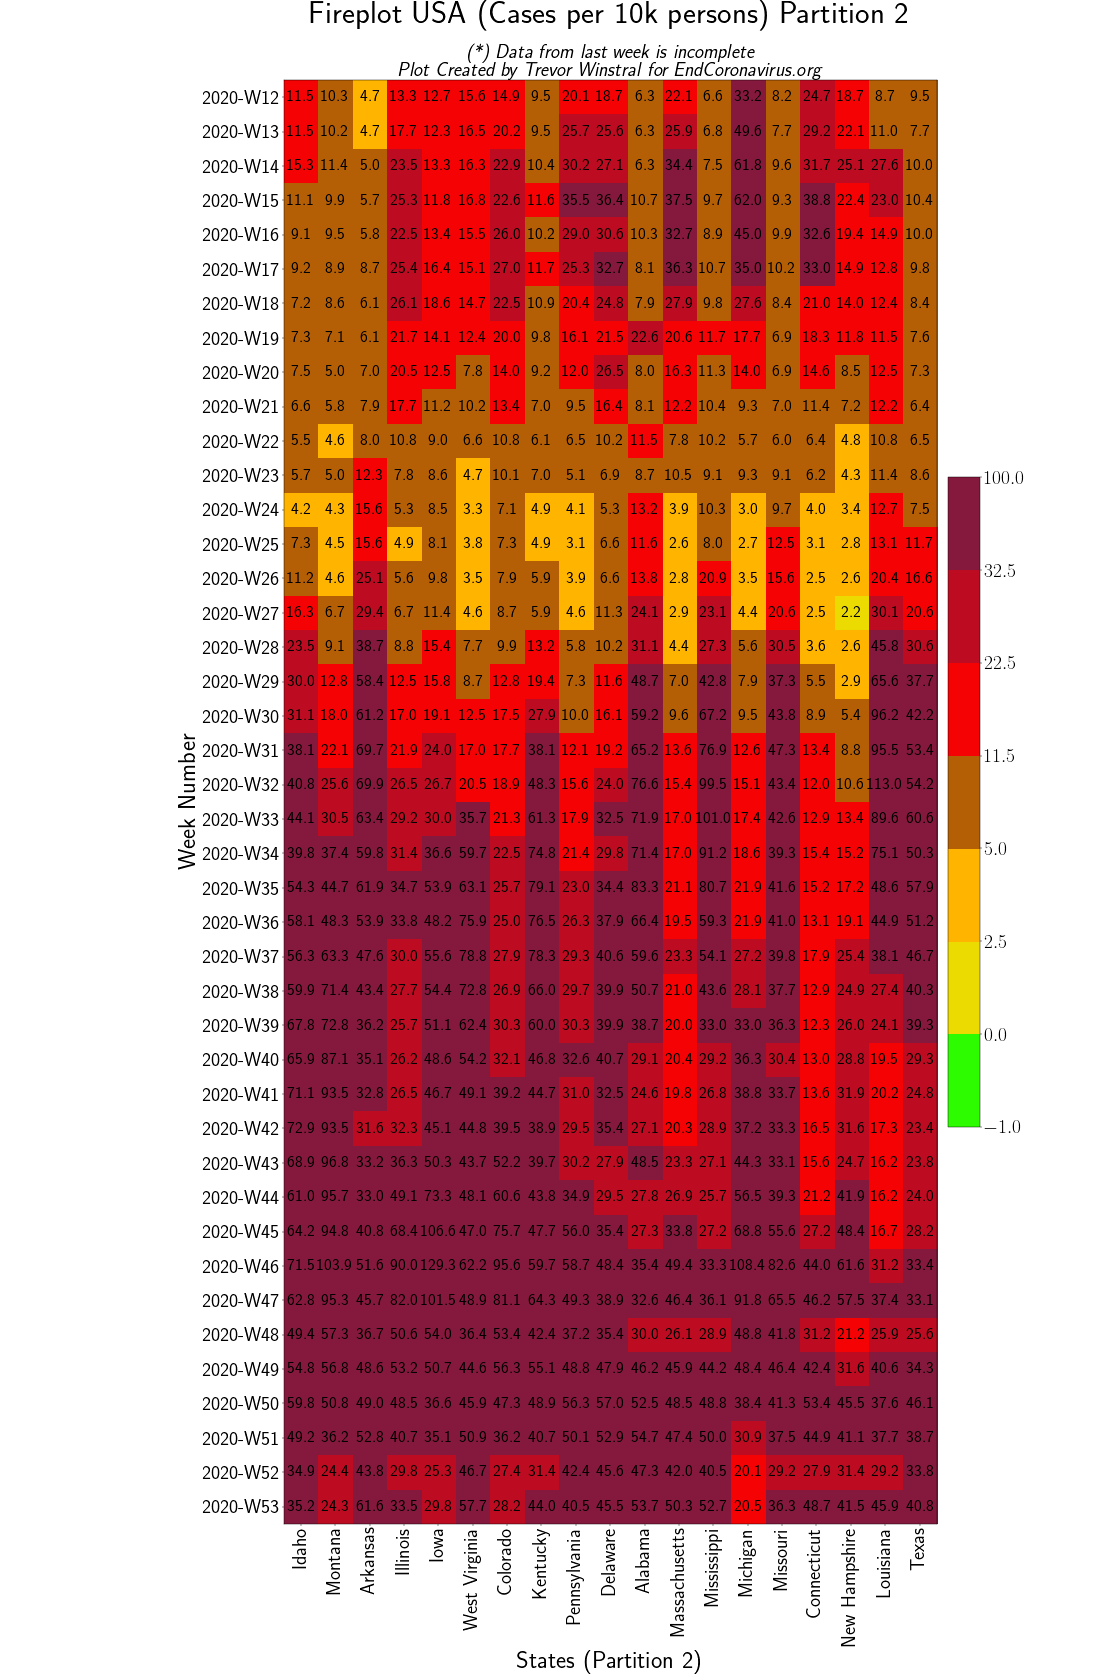 Fireplot USA (Cases per 10k persons) Partition 2
(*) Data from last week is incomplete
Plot Created by Trevor Winstral for EndCoronavirus.org
2020-W12 11.5 10.3 4.7 13.3 12.7 15.6 14.9 9.5 20.1 18.7 6.3 22.1 6.6 33.2 8.2 24.7 18.7 8.7 9.5
2020-W13 11.5 10.2 4.7 17.7 12.3 16.5 20.2 9.5 25.7 25.6 6.3 25.9 6.8 49.6 7.7 29.2 22.1 11.0 7.7
2020-W14 15.3 11.4 5.0 23.5 13.3 16.3 22.9 10.4 30.2 27.1 6.3 34.4 7.5 61.8 9.6 31.7 25.1 27.6 10.0
2020-W15 11.1 9.9 5.7 25.3 11.8 16.8 22.6 11.6 35.5 36.4 10.7 37.5 9.7 62.0 9.3 38.8 22.4 23.0 10.4
2020-W16 9.1 9.5 5.8 22.5 13.4 15.5 26.0 10.2 29.0 30.6 10.3 32.7 8.9 45.0 9.9 32.6 19.4 14.9 10.0
2020-W17 9.2 8.9 8.7 25.4 16.4 15.1 27.0 11.7 25.3 32.7 8.1 36.3 10.7 35.0 10.2 33.0 14.9 12.8 9.8
2020-W18 7.2 8.6 6.1 26.1 18.6 14.7 22.5 10.9 20.4 24.8 7.9 27.9 9.8 27.6 8.4 21.0 14.0 12.4 8.4
2020-W19 7.3 7.1 6.1 21.7 14.1 12.4 20.0 9.8 16.1 21.5 22.6 20.6 11.7 17.7 6.9 18.3 11.8 11.5 7.6
2020-W20 7.5 5.0 7.0 20.5 12.5 7.8 14.0 9.2 12.0 26.5 8.0 16.3 11.3 14.0 6.9 14.6 8.5 12.5 7.3
2020-W21 6.6 5.8 7.9 17.7 11.2 10.2 13.4 7.0 9.5 16.4 8.1 12.2 10.4 9.3 7.0 11.4 7.2 12.2 6.4
2020-W22 5.5 4.6 8.0 10.8 9.0 6.6 10.8 6.1 6.5 10.2 11.5 7.8 10.2 5.7 6.0 6.4 4.8 10.8 6.5
2020-W23 5.7 5.0 12.3 7.8 8.6 4.7 10.1 7.0 5.1 6.9 8.7 10.5 9.1 9.3 9.1 6.2 4.3 11.4 8.6
2020-W24 4.2 4.3 15.6 5.3 8.5 3.3 7.1 4.9 4.1 5.3 13.2 3.9 10.3 3.0 9.7 4.0 3.4 12.7 7.5
2020-W25 7.3 4.5 15.6 4.9 8.1 3.8 7.3 4.9 3.1 6.6 11.6 2.6 8.0 2.7 12.5 3.1 2.8 13.1 11.7
2020-W26 11.2 4.6 25.1 5.6 9.8 3.5 7.9 5.9 3.9 6.6 13.8 2.8 20.9 3.5 15.6 2.5 2.6 20.4 16.6
2020-W27 16.3 6.7 29.4 6.7 11.4 4.6 8.7 5.9 4.6 11.3 24.1 2.9 23.1 4.4 20.6 2.5 2.2 30.1 20.6
2020-W28 23.5 9.1 38.7 8.8 15.4 7.7 9.9 13.2 5.8 10.2 31.1 4.4 27.3 5.6 30.5 3.6 2.6 45.8 30.6
2020-W29 30.0 12.8 58.4 12.5 15.8 8.7 12.8 19.4 7.3 11.6 48.7 7.0 42.8 7.9 37.3 5.5 2.9 65.6 37.7
2020-W30 31.1 18.0 61.2 17.0 19.1 12.5 17.5 27.9 10.0 16.1 59.2 9.6 67.2 9.5 43.8 8.9 5.4 96.2 42.2
2020-W31 38.1 22.1 69.7 21.9 24.0 17.0 17.7 38.1 12.1 19.2 65.2 13.6 76.9 12.6 47.3 13.4 8.8 95.5 53.4
2020-W32 40.8 25.6 69.9 26.5 26.7 20.5 18.9 48.3 15.6 24.0 76.6 15.4 99.5 15.1 43.4 12.0 10.6 113.0 54.2
2020-W33 44.1 30.5 63.4 29.2 30.0 35.7 21.3 61.3 17.9 32.5 71.9 17.0 101.0 17.4 42.6 12.9 13.4 89.6 60.6
2020-W34 39.8 37.4 59.8 31.4 36.6 59.7 22.5 74.8 21.4 29.8 71.4 17.0 91.2 18.6 39.3 15.4 15.2 75.1 50.3
2020-W35 54.3 44.7 61.9 34.7 53.9 63.1 25.7 79.1 23.0 34.4 83.3 21.1 80.7 21.9 41.6 15.2 17.2 48.6 57.9
2020-W36 58.1 48.3 53.9 33.8 48.2 75.9 25.0 76.5 26.3 37.9 66.4 19.5 59.3 21.9 41.0 13.1 19.1 44.9 51.2
2020-W37 56.3 63.3 47.6 30.0 55.6 78.8 27.9 78.3 29.3 40.6 59.6 23.3 54.1 27.2 39.8 17.9 25.4 38.1 46.7
2020-W38 59.9 71.4 43.4 27.7 54.4 72.8 26.9 66.0 29.7 39.9 50.7 21.0 43.6 28.1 37.7 12.9 24.9 27.4 40.3
2020-W39 67.8 72.8 36.2 25.7 51.1 62.4 30.3 60.0 30.3 39.9 38.7 20.0 33.0 33.0 36.3 12.3 26.0 24.1 39.3
2020-W40 65.9 87.1 35.1 26.2 48.6 54.2 32.1 46.8 32.6 40.7 29.1 20.4 29.2 36.3 30.4 13.0 28.8 19.5 29.3
2020-W41 71.1 93.5 32.8 26.5 46.7 49.1 39.2 44.7 31.0 32.5 24.6 19.8 26.8 38.8 33.7 13.6 31.9 20.2 24.8
2020-W42 72.9 93.5 31.6 32.3 45.1 44.8 39.5 38.9 29.5 35.4 27.1 20.3 28.9 37.2 33.3 16.5 31.6 17.3 23.4
2020-W43 68.9 96.8 33.2 36.3 50.3 43.7 52.2 39.7 30.2 27.9 48.5 23.3 27.1 44.3 33.1 15.6 24.7 16.2 23.8
2020-W44 61.0 95.7 33.0 49.1 73.3 48.1 60.6 43.8 34.9 29.5 27.8 26.9 25.7 56.5 39.3 21.2 41.9 16.2 24.0
2020-W45 64.2 94.8 40.8 68.4 106.6 47.0 75.7 47.7 56.0 35.4 27.3 33.8 27.2 68.8 55.6 27.2 48.4 16.7 28.2
2020-W46 71.5 103.9 51.6 90.0 129.3 62.2 95.6 59.7 58.7 48.4 35.4 49.4 33.3 108.4 82.6 44.0 61.6 31.2 33.4
2020-W47 62.8 95.3 45.7 82.0 101.5 48.9 81.1 64.3 49.3 38.9 32.6 46.4 36.1 91.8 65.5 46.2 57.5 37.4 33.1
2020-W48 49.4 57.3 36.7 50.6 54.0 36.4 53.4 42.4 37.2 35.4 30.0 26.1 28.9 48.8 41.8 31.2 21.2 25.9 25.6
2020-W49 54.8 56.8 48.6 53.2 50.7 44.6 56.3 55.1 48.8 47.9 46.2 45.9 44.2 48.4 46.4 42.4 31.6 40.6 34.3
2020-W50 59.8 50.8 49.0 48.5 36.6 45.9 47.3 48.9 56.3 57.0 52.5 48.5 48.8 38.4 41.3 53.4 45.5 37.6 46.1
2020-W51 49.2 36.2 52.8 40.7 35.1 50.9 36.2 40.7 50.1 52.9 54.7 47.4 50.0 30.9 37.5 44.9 41.1 37.7 38.7
2020-W52 34.9 24.4 43.8 29.8 25.3 46.7 27.4 31.4 42.4 45.6 47.3 42.0 40.5 20.1 29.2 27.9 31.4 29.2 33.8
2020-W53 35.2 24.3 61.6 33.5 29.8 57.7 28.2 44.0 40.5 45.5 53.7 50.3 52.7 20.5 36.3 48.7 41.5 45.9 40.8
Week Number
Idaho
Montana
Arkansas
Illinois
Iowa
West Virginia
Colorado
Kentucky
Pennsylvania
Delaware
Alabama
Massachusetts
Mississippi
Michigan
Missouri
Connecticut
New Hampshire
Louisiana
Texas
States (Partition 2)
100.0
32.5
22.5
11.5
5.0
2.5
0.0
−1.0